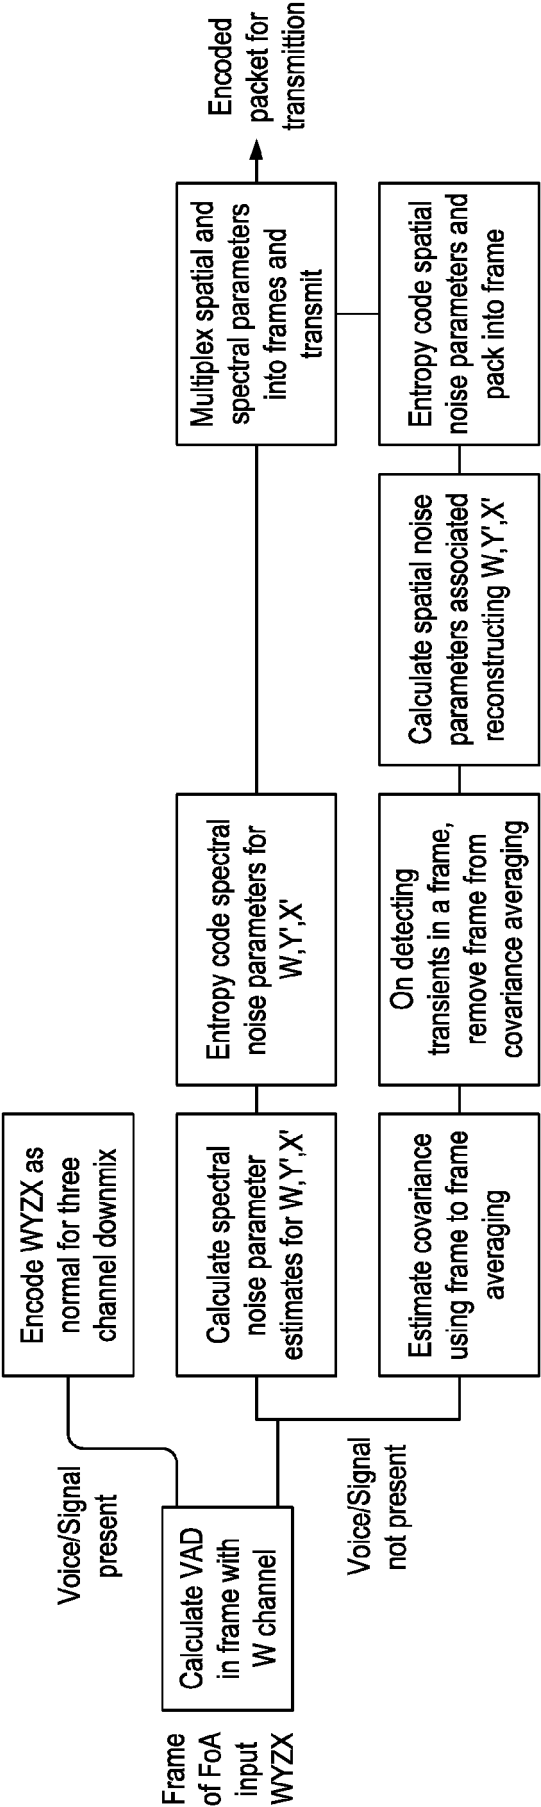 Frame
of FoA
input
WYZX
Calculate VAD
in frame with
W channel
Voice/Signal
present
Encode WYZX as
normal for three
channel downmix
Voice/Signal
not present
Calculate spectral
noise parameter
estimates for W,Y',X'
Entropy code spectral
noise parameters for
W,Y',X'
Multiplex spatial and
spectral parameters
into frames and
transmit
Encoded
packet for
transmittion
Estimate covariance
using frame to frame
averaging
On detecting
transients in a frame,
remove frame from
covariance averaging
Calculate spatial noise
parameters associated
reconstructing W,Y',X'
Entropy code spatial
noise parameters and
pack into frame